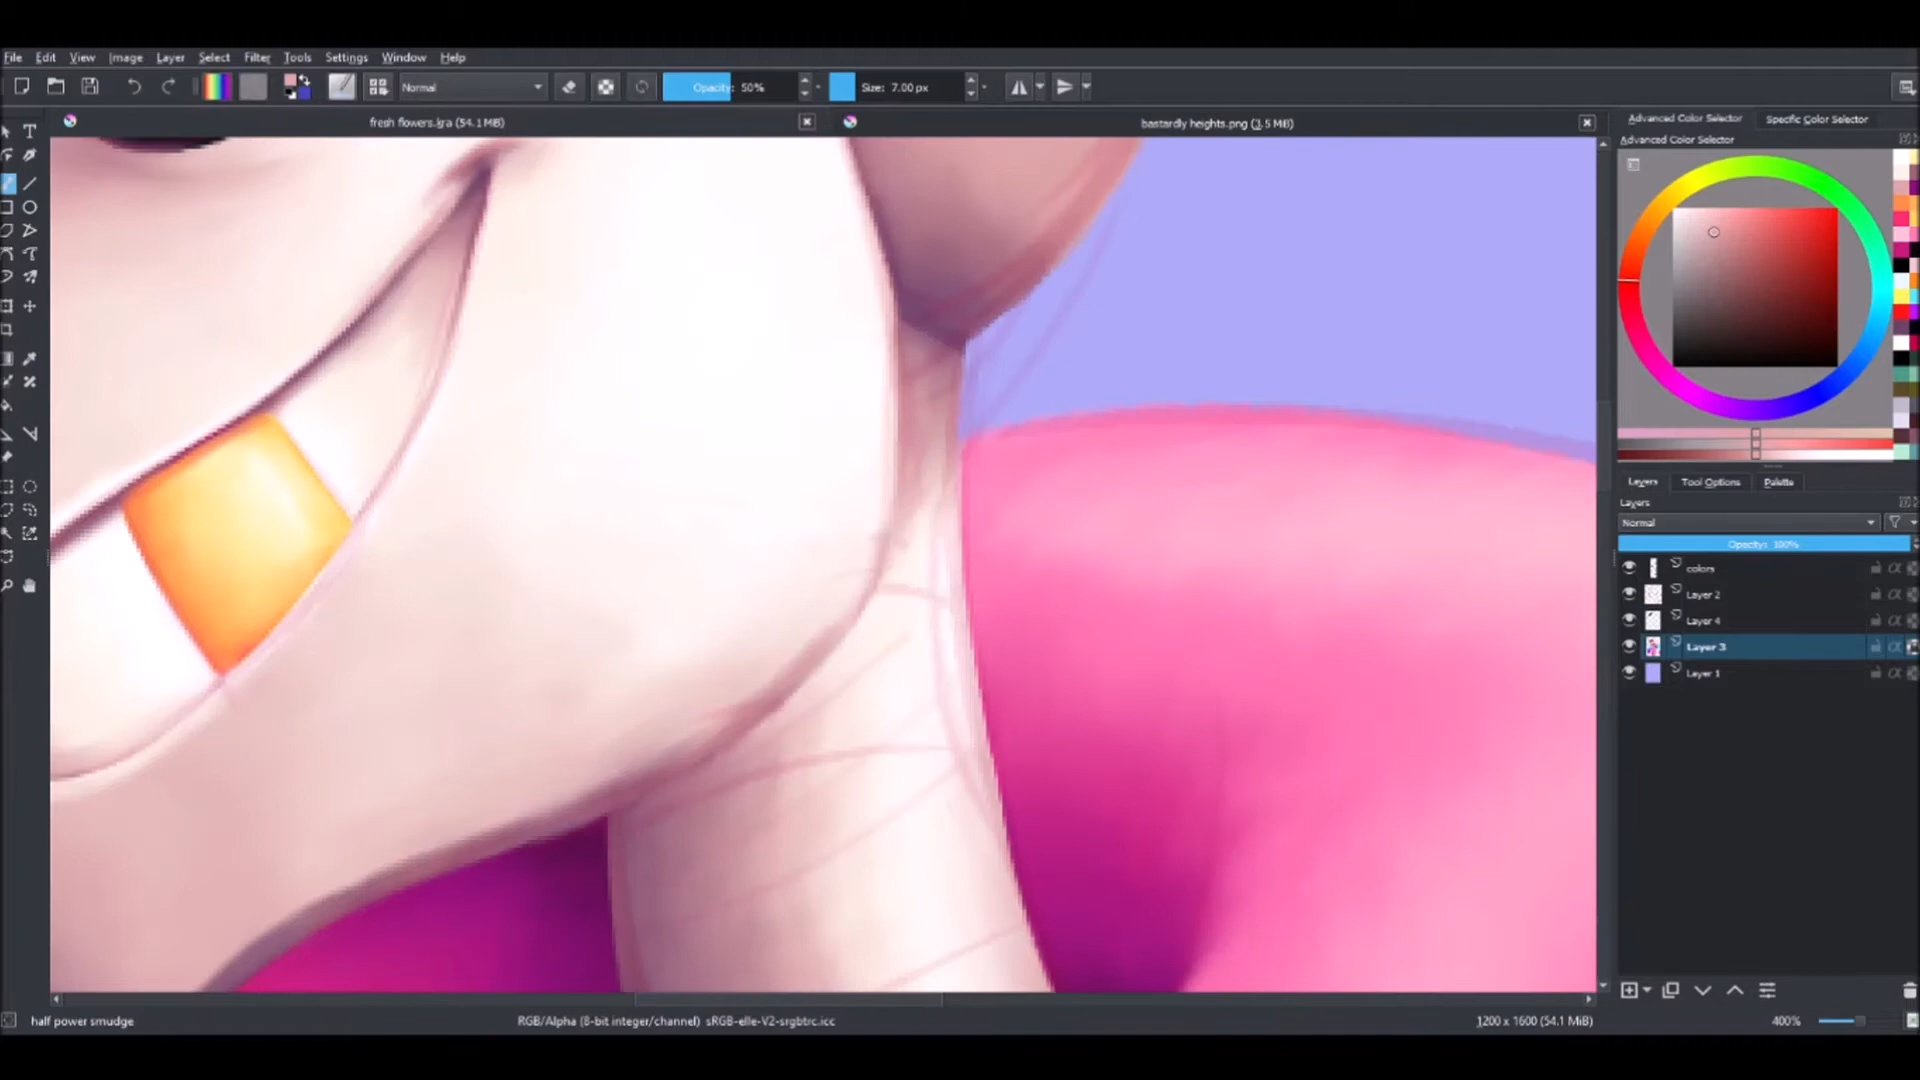 File Edit View Image Layer Select Filter Tools Settings Window Help
Normal Opacity: 50% Size: 7.00 px
fresh flowers.kra (54.1 MB) bastardly heights.png (3.5 MiB)
Advanced Color Selector Specific Color Selector
Advanced Color Selector
Layers Tool Options Palette
Layers
Normal
Opacity: 100%
colors
Layer 2
Layer 4
Layer 3
Layer 1
half power smudge RGB/Alpha (8-bit integer/channel) sRGB-elle-V2-srgbtrc.icc 1200 x 1600 (54.1 MiB) 400%